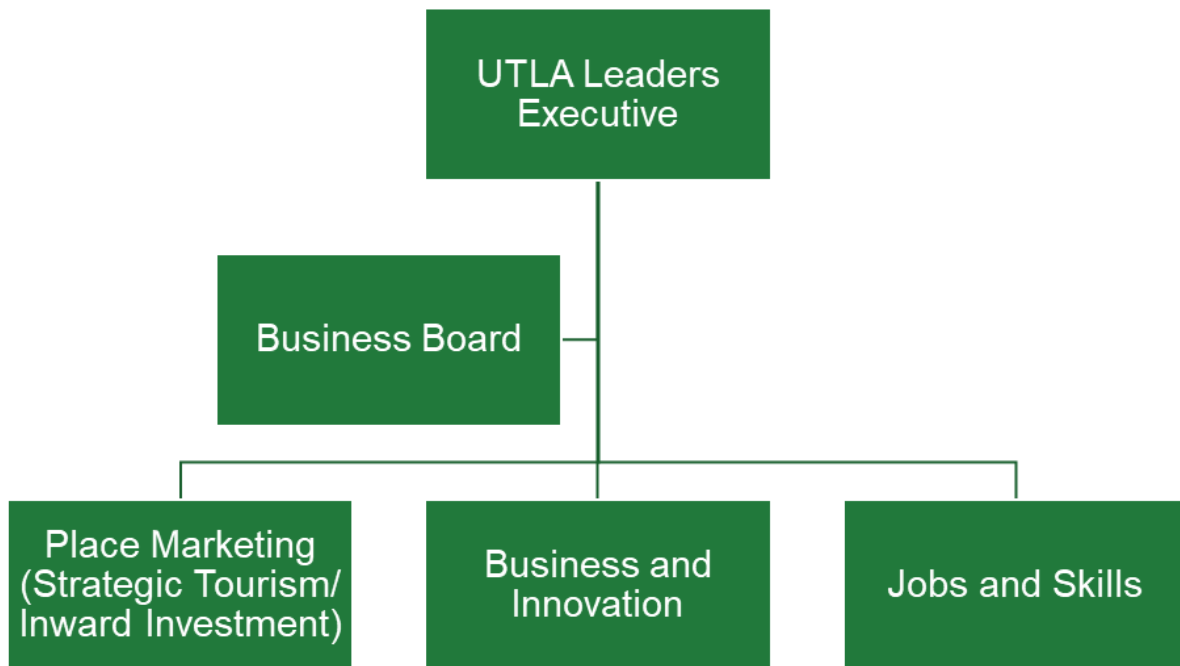 UTLA Leaders
Executive
Business Board
Place Marketing
(Strategic Tourism/
Inward Investment)
Business and
Innovation
Jobs and Skills